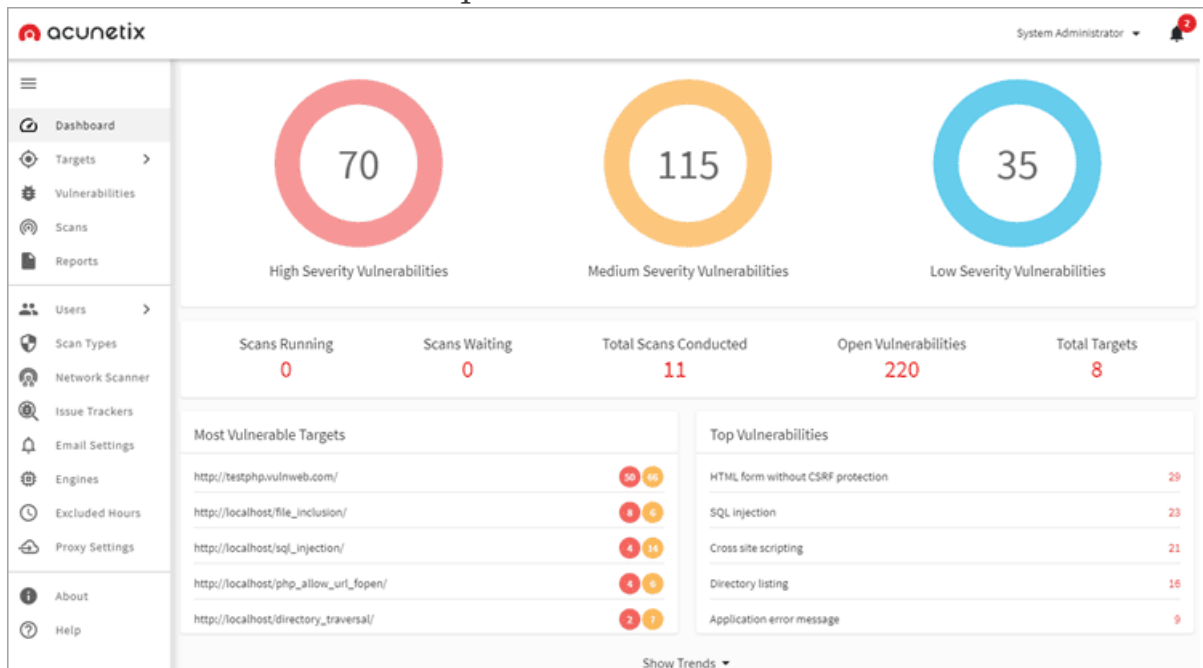 acunetix
System Administrator
2
Dashboard
Targets
Vulnerabilities
Scans
Reports
Users
Scan Types
Network Scanner
Issue Trackers
Email Settings
Engines
Excluded Hours
Proxy Settings
About
Help
70
High Severity Vulnerabilities
115
Medium Severity Vulnerabilities
35
Low Severity Vulnerabilities
Scans Running
0
Scans Waiting
0
Total Scans Conducted
11
Open Vulnerabilities
220
Total Targets
8
Most Vulnerable Targets
http://testphp.vulnweb.com/ 50 66
http://localhost/file_inclusion/ 8 6
http://localhost/sql_injection/ 4 14
http://localhost/php_allow_url_fopen/ 4 6
http://localhost/directory_traversal/ 2 7
Top Vulnerabilities
HTML form without CSRF protection 29
SQL injection 23
Cross site scripting 21
Directory listing 16
Application error message 9
Show Trends